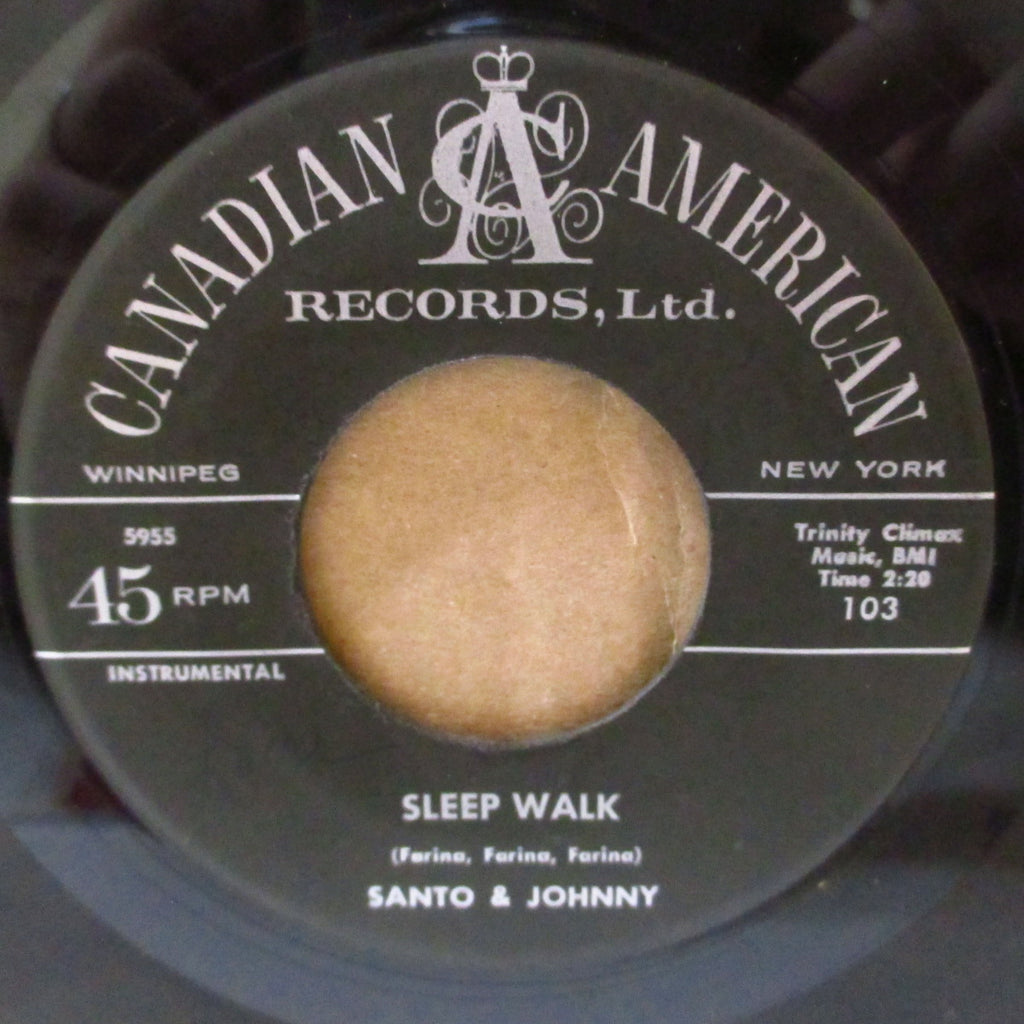 CANADIAN AMERICAN
RECORDS, Ltd.
WINNIPEG
NEW YORK
5955
45 RPM
INSTRUMENTAL
Trinity Climax
Music, BMI
Time 2:20
103
SLEEP WALK
(Farina, Farina, Farina)
SANTO & JOHNNY